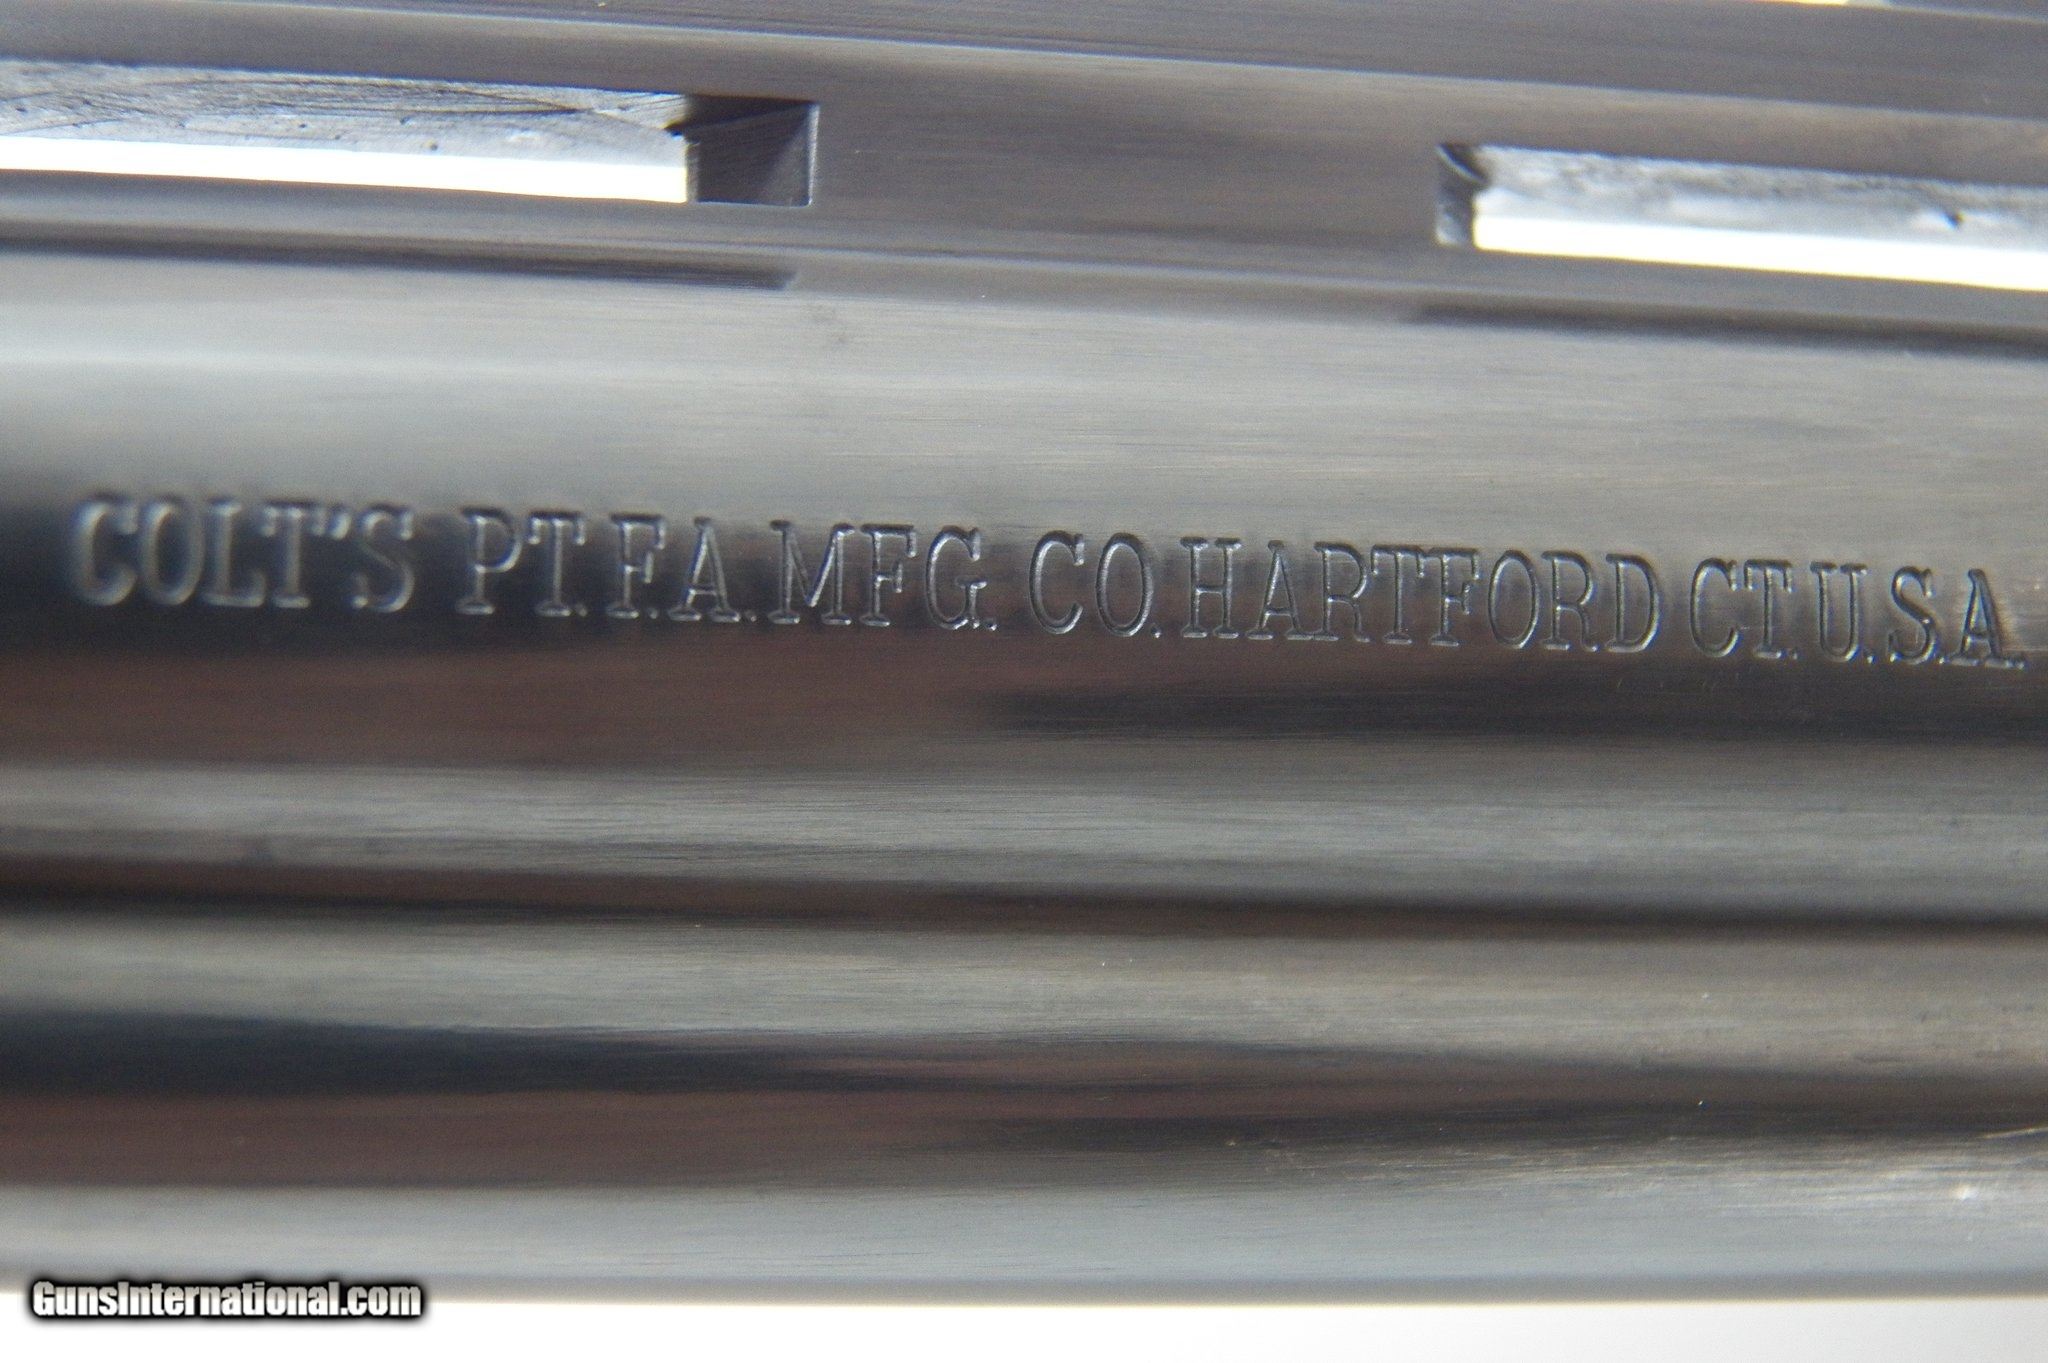 COLT'S PT.F.A.MFG. CO.HARTFORD CT.U.S.A.
GunsInternational.com